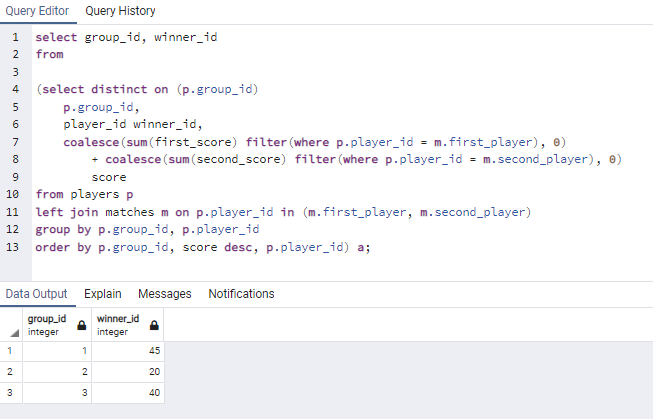 Query Editor Query History
1 select group_id, winner_id
2 from
3
4 (select distinct on (p.group_id)
5 p.group_id,
6 player_id winner_id,
7 coalesce(sum(first_score) filter(where p.player_id = m.first_player), 0)
8 + coalesce(sum(second_score) filter(where p.player_id = m.second_player), 0)
9 score
10 from players p
11 left join matches m on p.player_id in (m.first_player, m.second_player)
12 group by p.group_id, p.player_id
13 order by p.group_id, score desc, p.player_id) a;
Data Output Explain Messages Notifications
group_id winner_id
integer integer
1 1 45
2 2 20
3 3 40